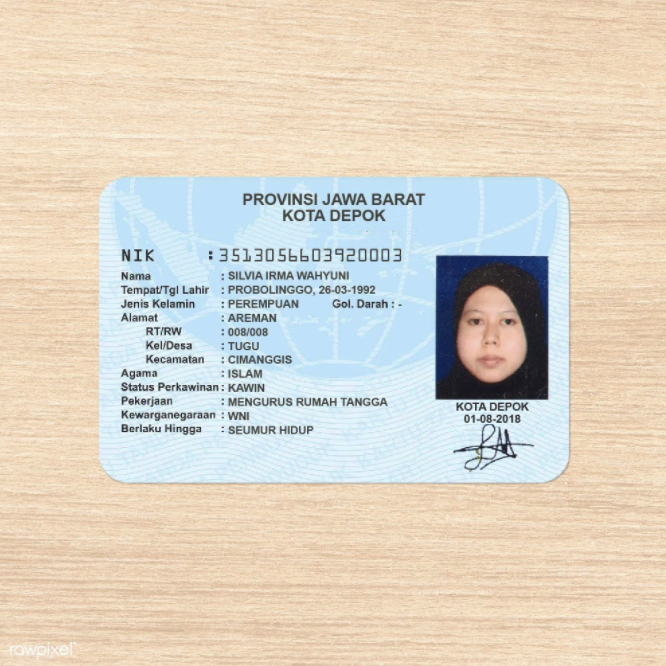 PROVINSI JAWA BARAT
KOTA DEPOK
NIK : 3513056603920003
Nama : SILVIA IRMA WAHYUNI
Tempat/Tgl Lahir : PROBOLINGGO, 26-03-1992
Jenis Kelamin : PEREMPUAN Gol. Darah : -
Alamat : AREMAN
RT/RW : 008/008
Kel/Desa : TUGU
Kecamatan : CIMANGGIS
Agama : ISLAM
Status Perkawinan : KAWIN
Pekerjaan : MENGURUS RUMAH TANGGA
Kewarganegaraan : WNI
Berlaku Hingga : SEUMUR HIDUP
KOTA DEPOK
01-08-2018
rawpixel